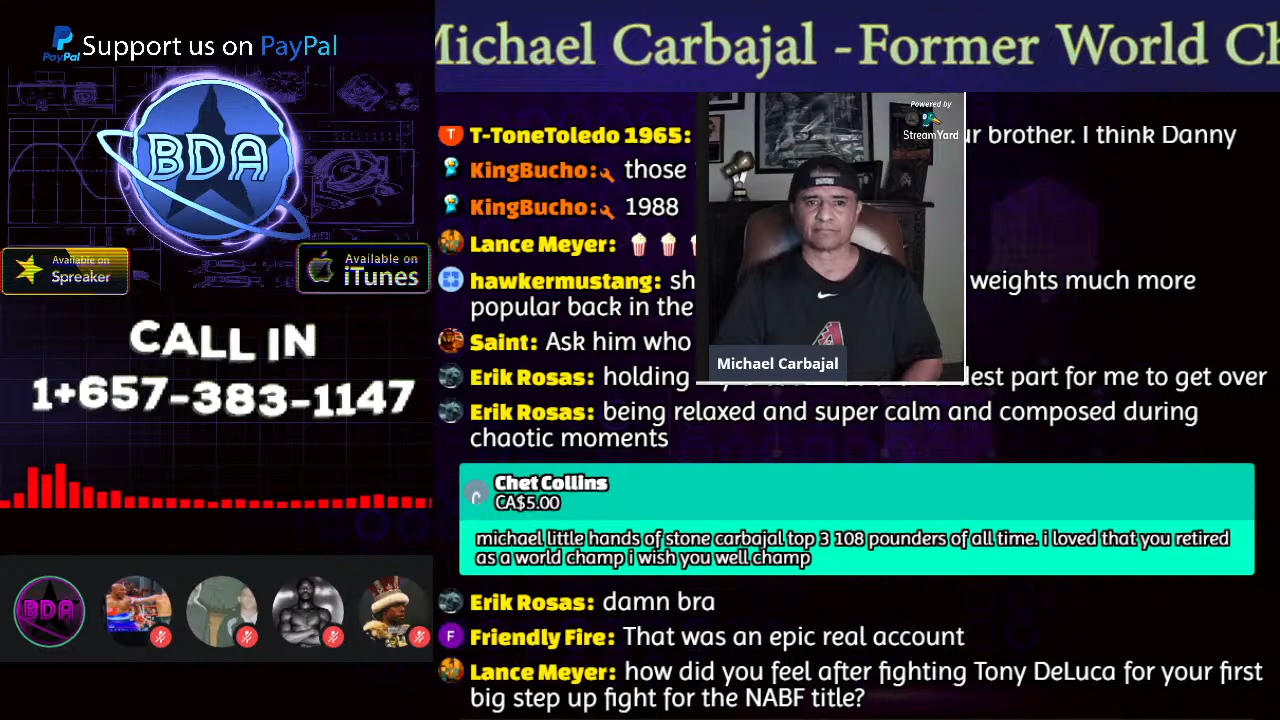 PayPal
Support us on PayPal
BDA
Available on
Spreaker
Available on
iTunes
CALL IN
1+657-383-1147
BDA
Michael Carbajal - Former World Ch
Powered by
StreamYard
Michael Carbajal
T T-ToneToledo 1965: ur brother. I think Danny
KingBucho: those
KingBucho: 1988
Lance Meyer: 🍿 🍿
hawkermustang: sh weights much more
popular back in the
Saint: Ask him who
Erik Rosas: holding dest part for me to get over
Erik Rosas: being relaxed and super calm and composed during
chaotic moments
Chet Collins
CA$5.00
michael little hands of stone carbajal top 3 108 pounders of all time. i loved that you retired
as a world champ i wish you well champ
Erik Rosas: damn bra
F Friendly Fire: That was an epic real account
Lance Meyer: how did you feel after fighting Tony DeLuca for your first
big step up fight for the NABF title?